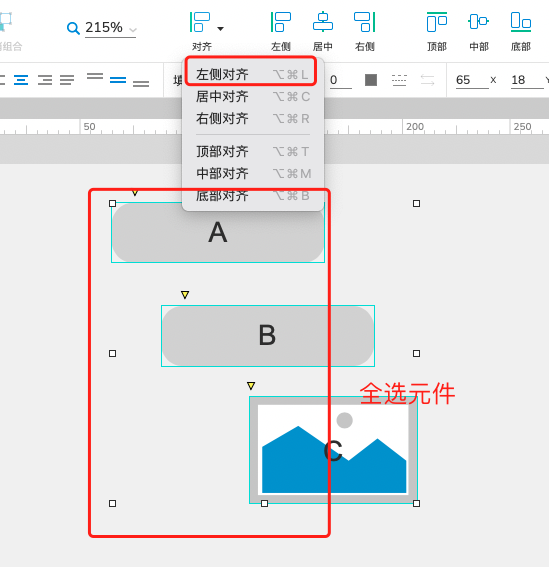 215%
组合
对齐
左侧
居中
右侧
顶部
中部
底部
左侧对齐 ⌥⌘L
0
65
X
18
居中对齐 ⌥⌘C
右侧对齐 ⌥⌘R
50
200
250
顶部对齐 ⌥⌘T
中部对齐 ⌥⌘M
底部对齐 ⌥⌘B
A
B
全选元件
C